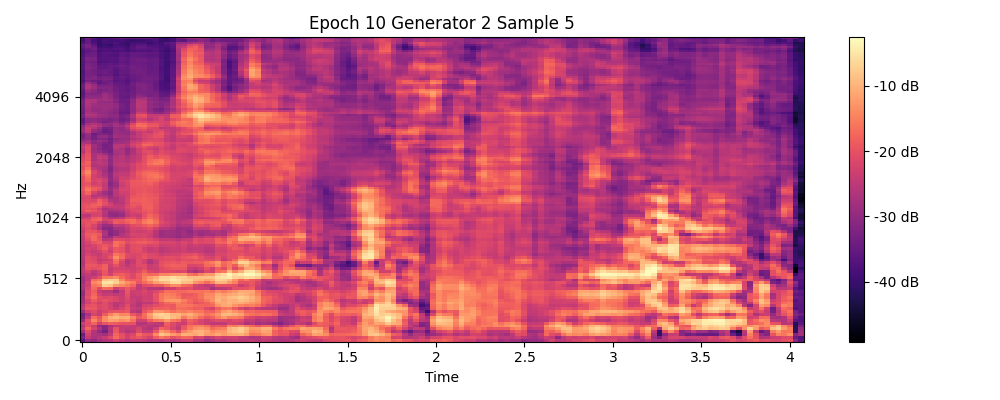 Epoch 10 Generator 2 Sample 5
Hz
4096
2048
1024
512
0
0 0.5 1 1.5 2 2.5 3 3.5 4
Time
-10 dB
-20 dB
-30 dB
-40 dB